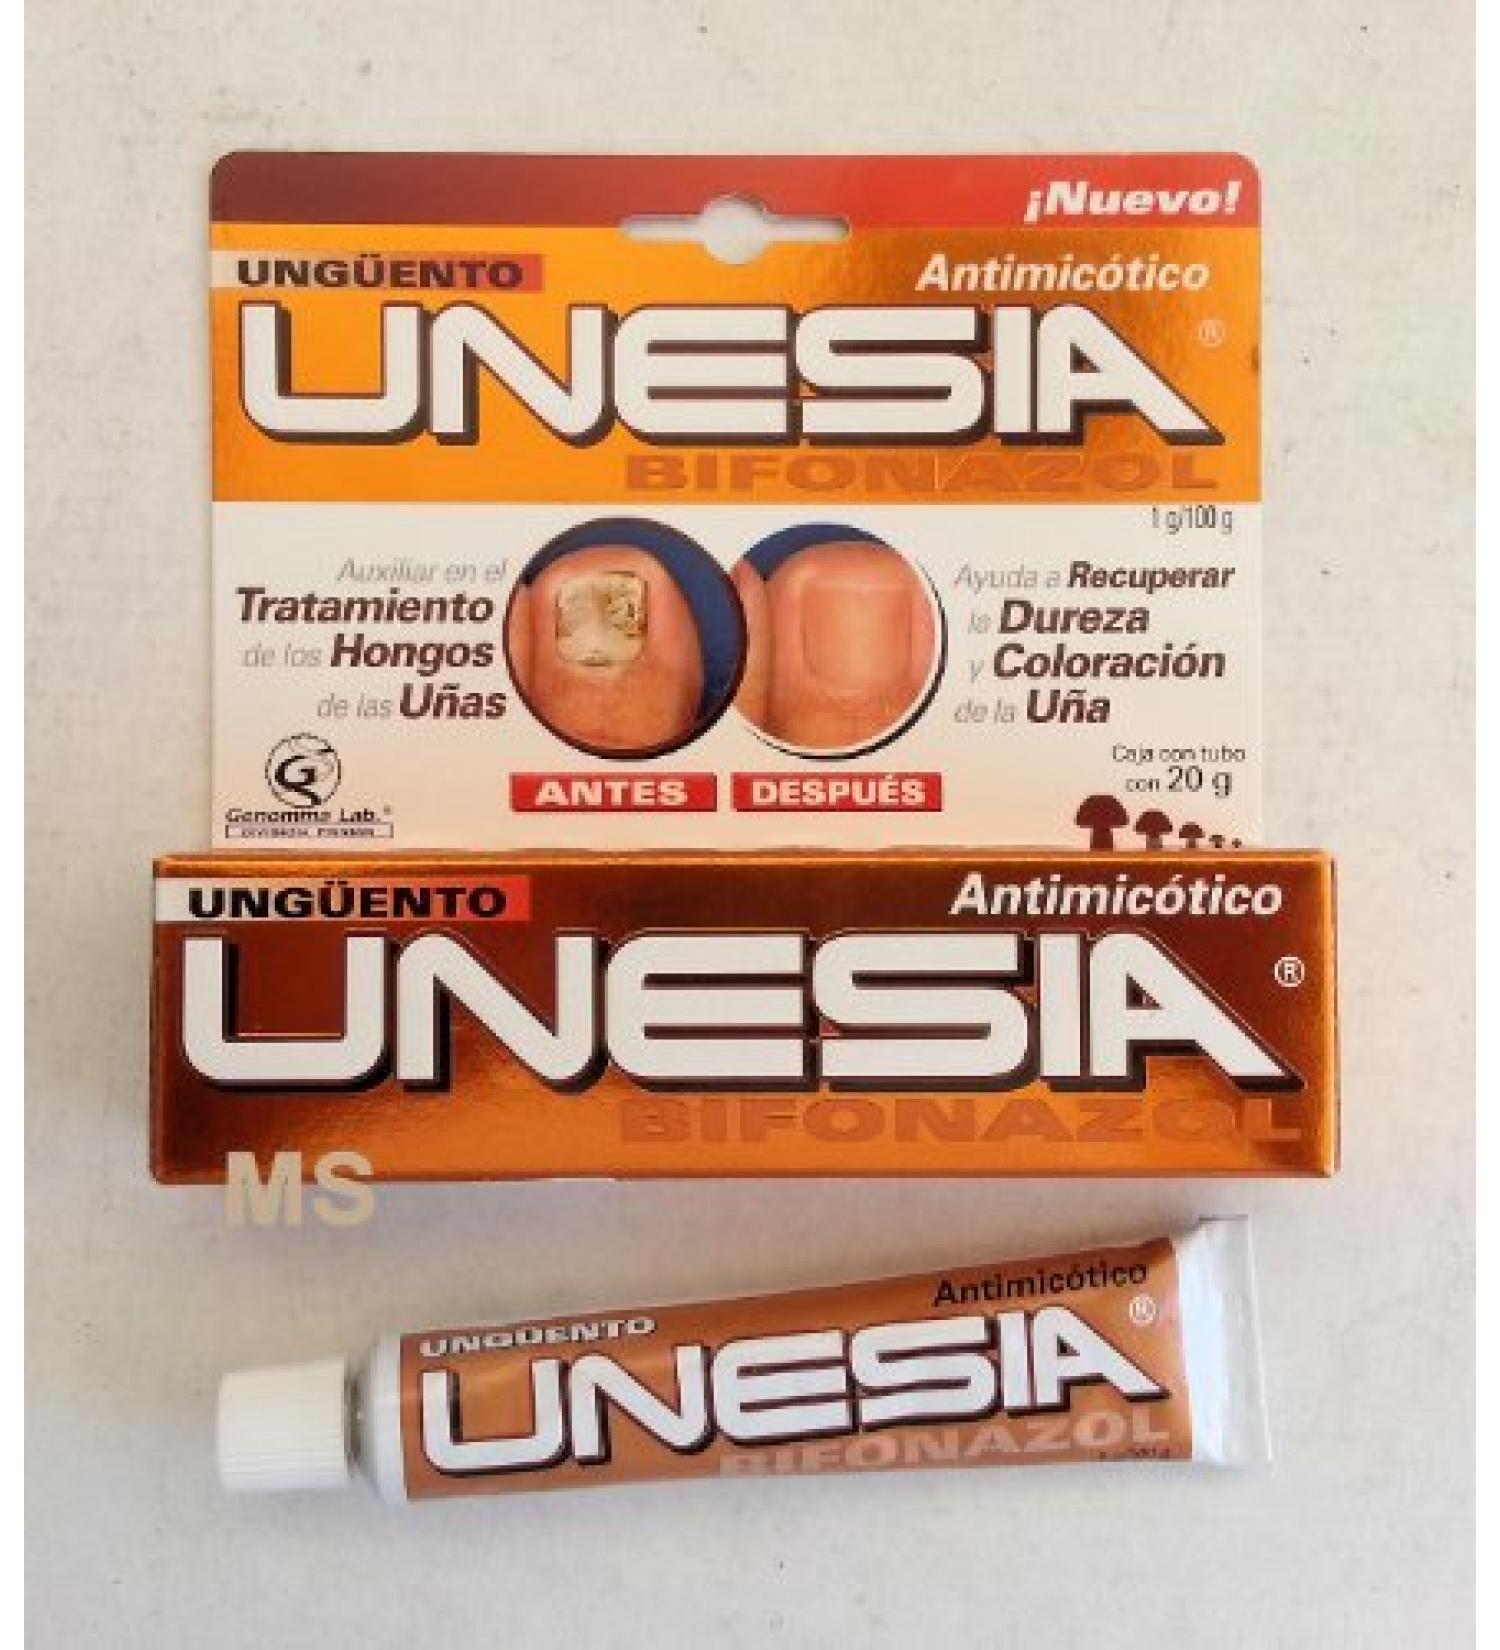 ¡Nuevo!
UNGÜENTO
Antimicótico
UNESIA®
BIFONAZOL
1 g/100 g
Auxiliar en el
Tratamiento
de los Hongos
de las Uñas
Ayuda a Recuperar
la Dureza
y Coloración
de la Uña
ANTES
DESPUÉS
Caja con tubo
con 20 g
Genomma Lab.®
UNGÜENTO
Antimicótico
UNESIA®
BIFONAZOL
MS
Antimicótico
UNGÜENTO
UNESIA®
BIFONAZOL